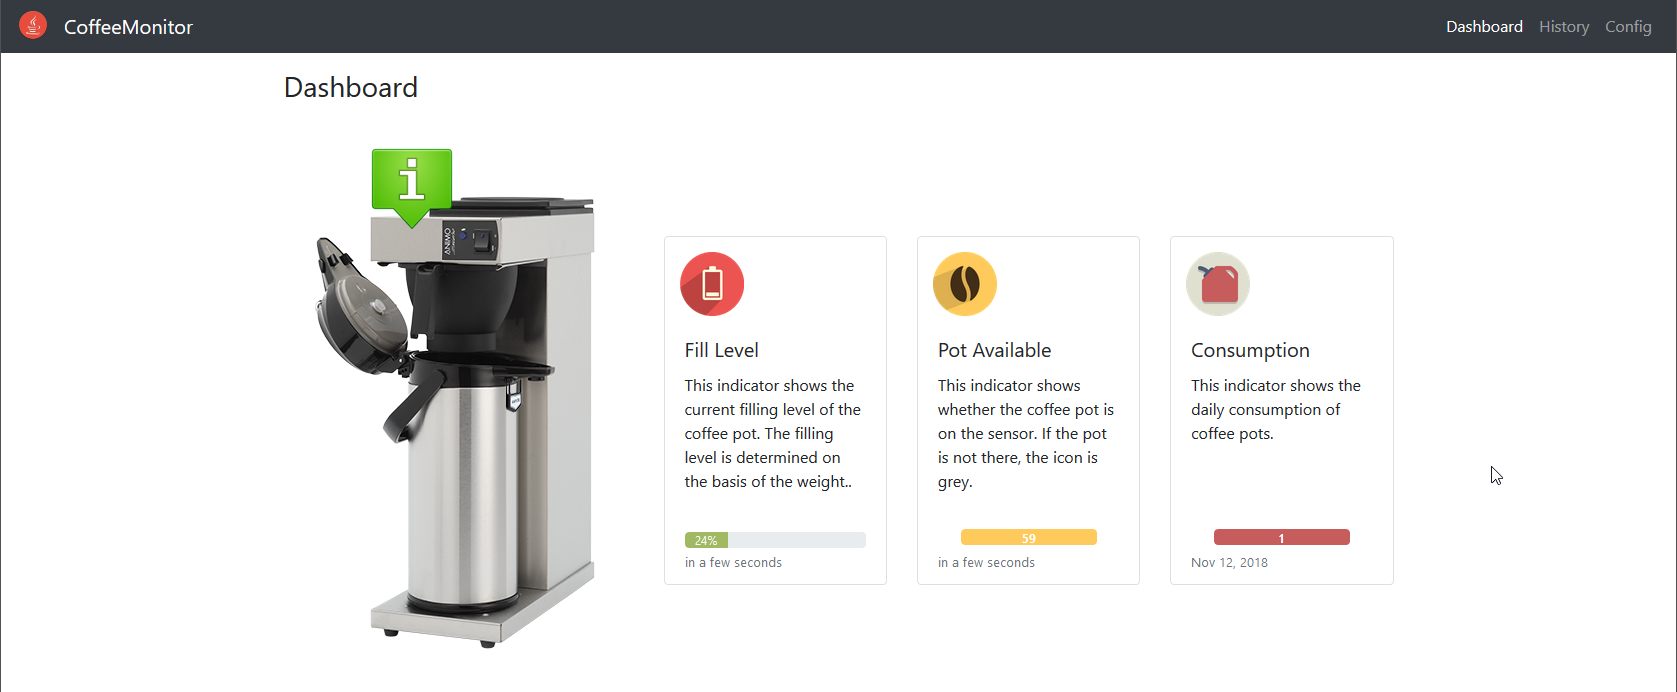 CoffeeMonitor
Dashboard
History
Config
Dashboard
i
ANIMO
Fill Level
This indicator shows the
current filling level of the
coffee pot. The filling
level is determined on
the basis of the weight..
24%
in a few seconds
Pot Available
This indicator shows
whether the coffee pot is
on the sensor. If the pot
is not there, the icon is
grey.
59
in a few seconds
Consumption
This indicator shows the
daily consumption of
coffee pots.
1
Nov 12, 2018